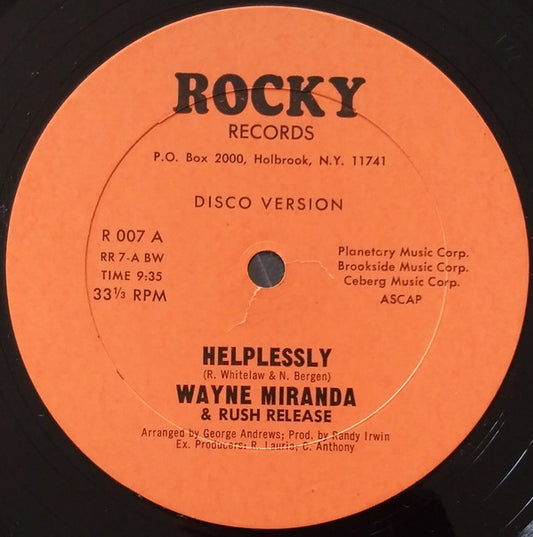 ROCKY
RECORDS
P.O. Box 2000, Holbrook, N.Y. 11741
DISCO VERSION
R 007 A
RR 7-A BW
TIME 9:35
33⅓ RPM
Planetary Music Corp.
Brookside Music Corp.
Ceberg Music Corp.
ASCAP
HELPLESSLY
(R. Whitelaw & N. Bergen)
WAYNE MIRANDA
& RUSH RELEASE
Arranged by George Andrews; Prod. by Randy Irwin
Ex. Producers: R. Laurie, C. Anthony